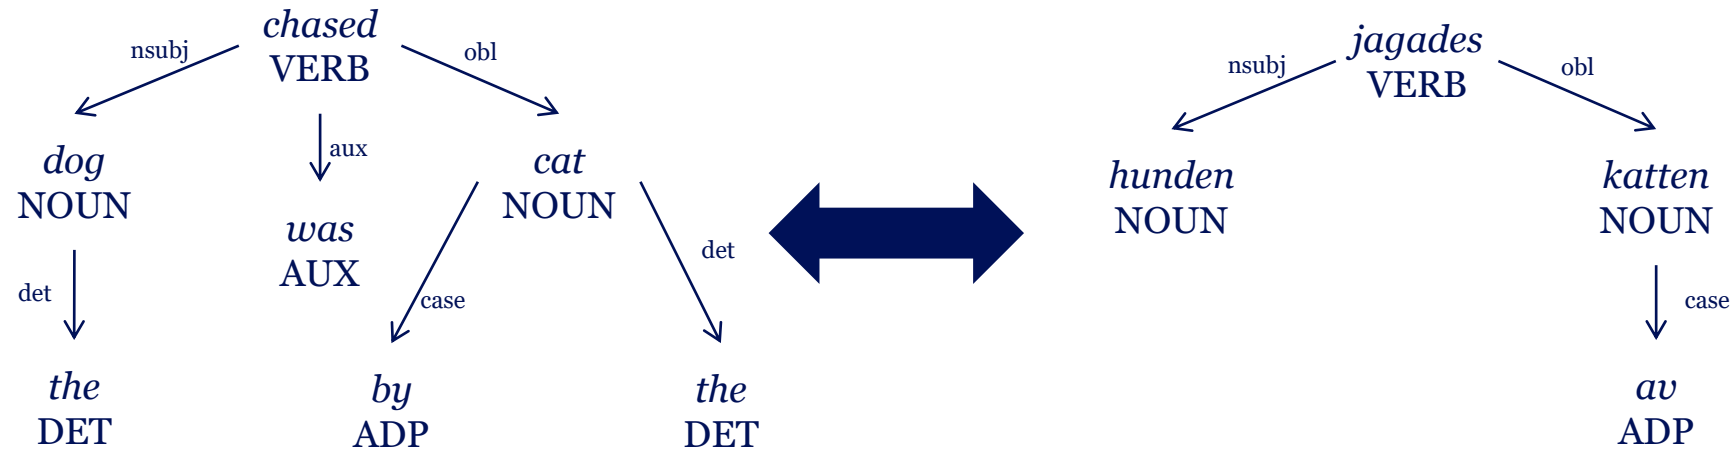 chased
VERB
nsubj
obl
dog
NOUN
aux
cat
NOUN
was
AUX
det
case
det
the
DET
by
ADP
the
DET
jagades
VERB
nsubj
obl
hunden
NOUN
katten
NOUN
case
av
ADP